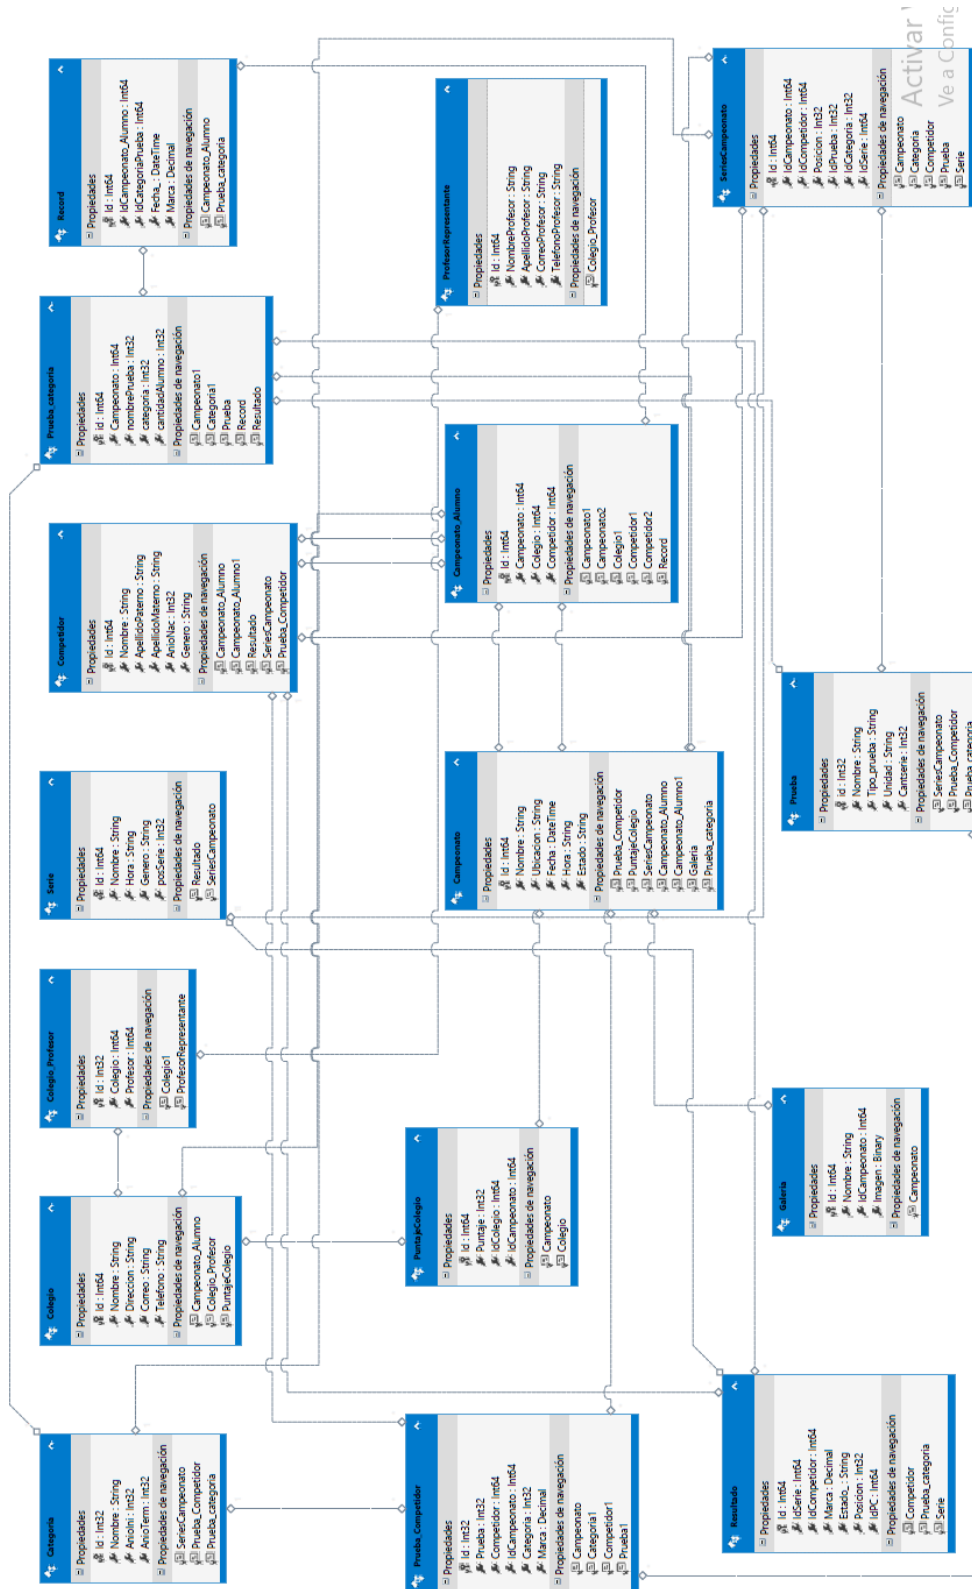 Categoria
Propiedades
Id : Int32
Nombre : String
AnioIni : Int32
AnioTerm : Int32
Propiedades de navegación
SeriesCampeonato
Prueba_Competidor
Prueba_categoria
Colegio
Propiedades
Id : Int64
Nombre : String
Direccion : String
Correo : String
Telefono : String
Propiedades de navegación
Campeonato_Alumno
Colegio_Profesor
PuntajeColegio
Colegio_Profesor
Propiedades
Id : Int32
Colegio : Int64
Profesor : Int64
Propiedades de navegación
Colegio1
ProfesorRepresentante
Serie
Propiedades
Id : Int64
Nombre : String
Hora : String
Genero : String
posSerie : Int32
Propiedades de navegación
Resultado
SeriesCampeonato
Competidor
Propiedades
Id : Int64
Nombre : String
ApellidoPaterno : String
ApellidoMaterno : String
AnioNac : Int32
Genero : String
Propiedades de navegación
Campeonato_Alumno
Campeonato_Alumno1
Resultado
SeriesCampeonato
Prueba_Competidor
Prueba_categoria
Propiedades
id : Int64
Campeonato : Int64
nombrePrueba : Int32
categoria : Int32
cantidadAlumno : Int32
Propiedades de navegación
Campeonato1
Categoria1
Prueba
Record
Resultado
Record
Propiedades
Id : Int64
IdCampeonato_Alumno : Int64
IdCategoriaPrueba : Int64
Fecha_ : DateTime
Marca : Decimal
Propiedades de navegación
Campeonato_Alumno
Prueba_categoria
Prueba_Competidor
Propiedades
Id : Int32
Prueba : Int32
Competidor : Int64
IdCampeonato : Int64
Categoria : Int32
Marca : Decimal
Propiedades de navegación
Campeonato
Categoria1
Competidor1
Prueba1
PuntajeColegio
Propiedades
Id : Int64
Puntaje : Int32
IdColegio : Int64
IdCampeonato : Int64
Propiedades de navegación
Campeonato
Colegio
Campeonato
Propiedades
Id : Int64
Nombre : String
Ubicacion : String
Fecha : DateTime
Hora : String
Estado : String
Propiedades de navegación
Prueba_Competidor
PuntajeColegio
SeriesCampeonato
Campeonato_Alumno
Campeonato_Alumno1
Galeria
Prueba_categoria
Campeonato_Alumno
Propiedades
Id : Int64
Campeonato : Int64
Colegio : Int64
Competidor : Int64
Propiedades de navegación
Campeonato1
Campeonato2
Colegio1
Competidor1
Competidor2
Record
ProfesorRepresentante
Propiedades
Id : Int64
NombreProfesor : String
ApellidoProfesor : String
CorreoProfesor : String
TelefonoProfesor : String
Propiedades de navegación
Colegio_Profesor
Resultado
Propiedades
Id : Int64
IdSerie : Int64
IdCompetidor : Int64
Marca : Decimal
Estado_ : String
Posicion : Int32
IdPC : Int64
Propiedades de navegación
Competidor
Prueba_categoria
Serie
Galeria
Propiedades
Id : Int64
Nombre : String
IdCampeonato : Int64
Imagen : Binary
Propiedades de navegación
Campeonato
Prueba
Propiedades
id : Int32
Nombre : String
Tipo_prueba : String
Unidad : String
Cantserie : Int32
Propiedades de navegación
SeriesCampeonato
Prueba_Competidor
Prueba_categoria
SeriesCampeonato
Propiedades
Id : Int64
IdCampeonato : Int64
IdCompetidor : Int64
Posicion : Int32
IdPrueba : Int32
IdCategoria : Int32
IdSerie : Int64
Propiedades de navegación
Campeonato
Categoria
Competidor
Prueba
Serie
Activar
Ve a Config